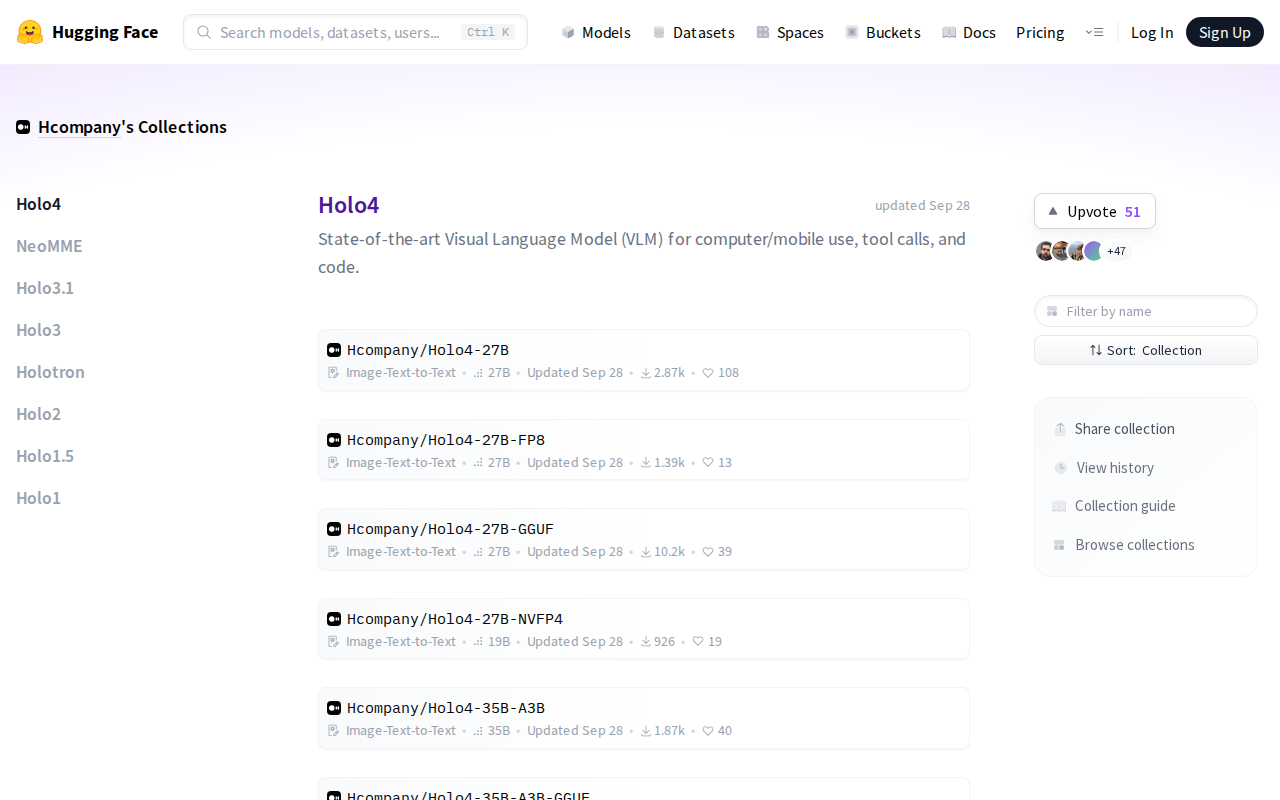 Hugging Face
Search models, datasets, users...
Ctrl K
Models
Datasets
Spaces
Buckets
Docs
Pricing
Log In
Sign Up
Hcompany's Collections
Holo4
NeoMME
Holo3.1
Holo3
Holotron
Holo2
Holo1.5
Holo1
Holo4
updated Sep 28
State-of-the-art Visual Language Model (VLM) for computer/mobile use, tool calls, and
code.
Hcompany/Holo4-27B
Image-Text-to-Text • 27B • Updated Sep 28 • 2.87k • 108
Hcompany/Holo4-27B-FP8
Image-Text-to-Text • 27B • Updated Sep 28 • 1.39k • 13
Hcompany/Holo4-27B-GGUF
Image-Text-to-Text • 27B • Updated Sep 28 • 10.2k • 39
Hcompany/Holo4-27B-NVFP4
Image-Text-to-Text • 19B • Updated Sep 28 • 926 • 19
Hcompany/Holo4-35B-A3B
Image-Text-to-Text • 35B • Updated Sep 28 • 1.87k • 40
Hcompany/Holo4-35B-A3B-GGUF
Upvote 51
+47
Filter by name
Sort: Collection
Share collection
View history
Collection guide
Browse collections